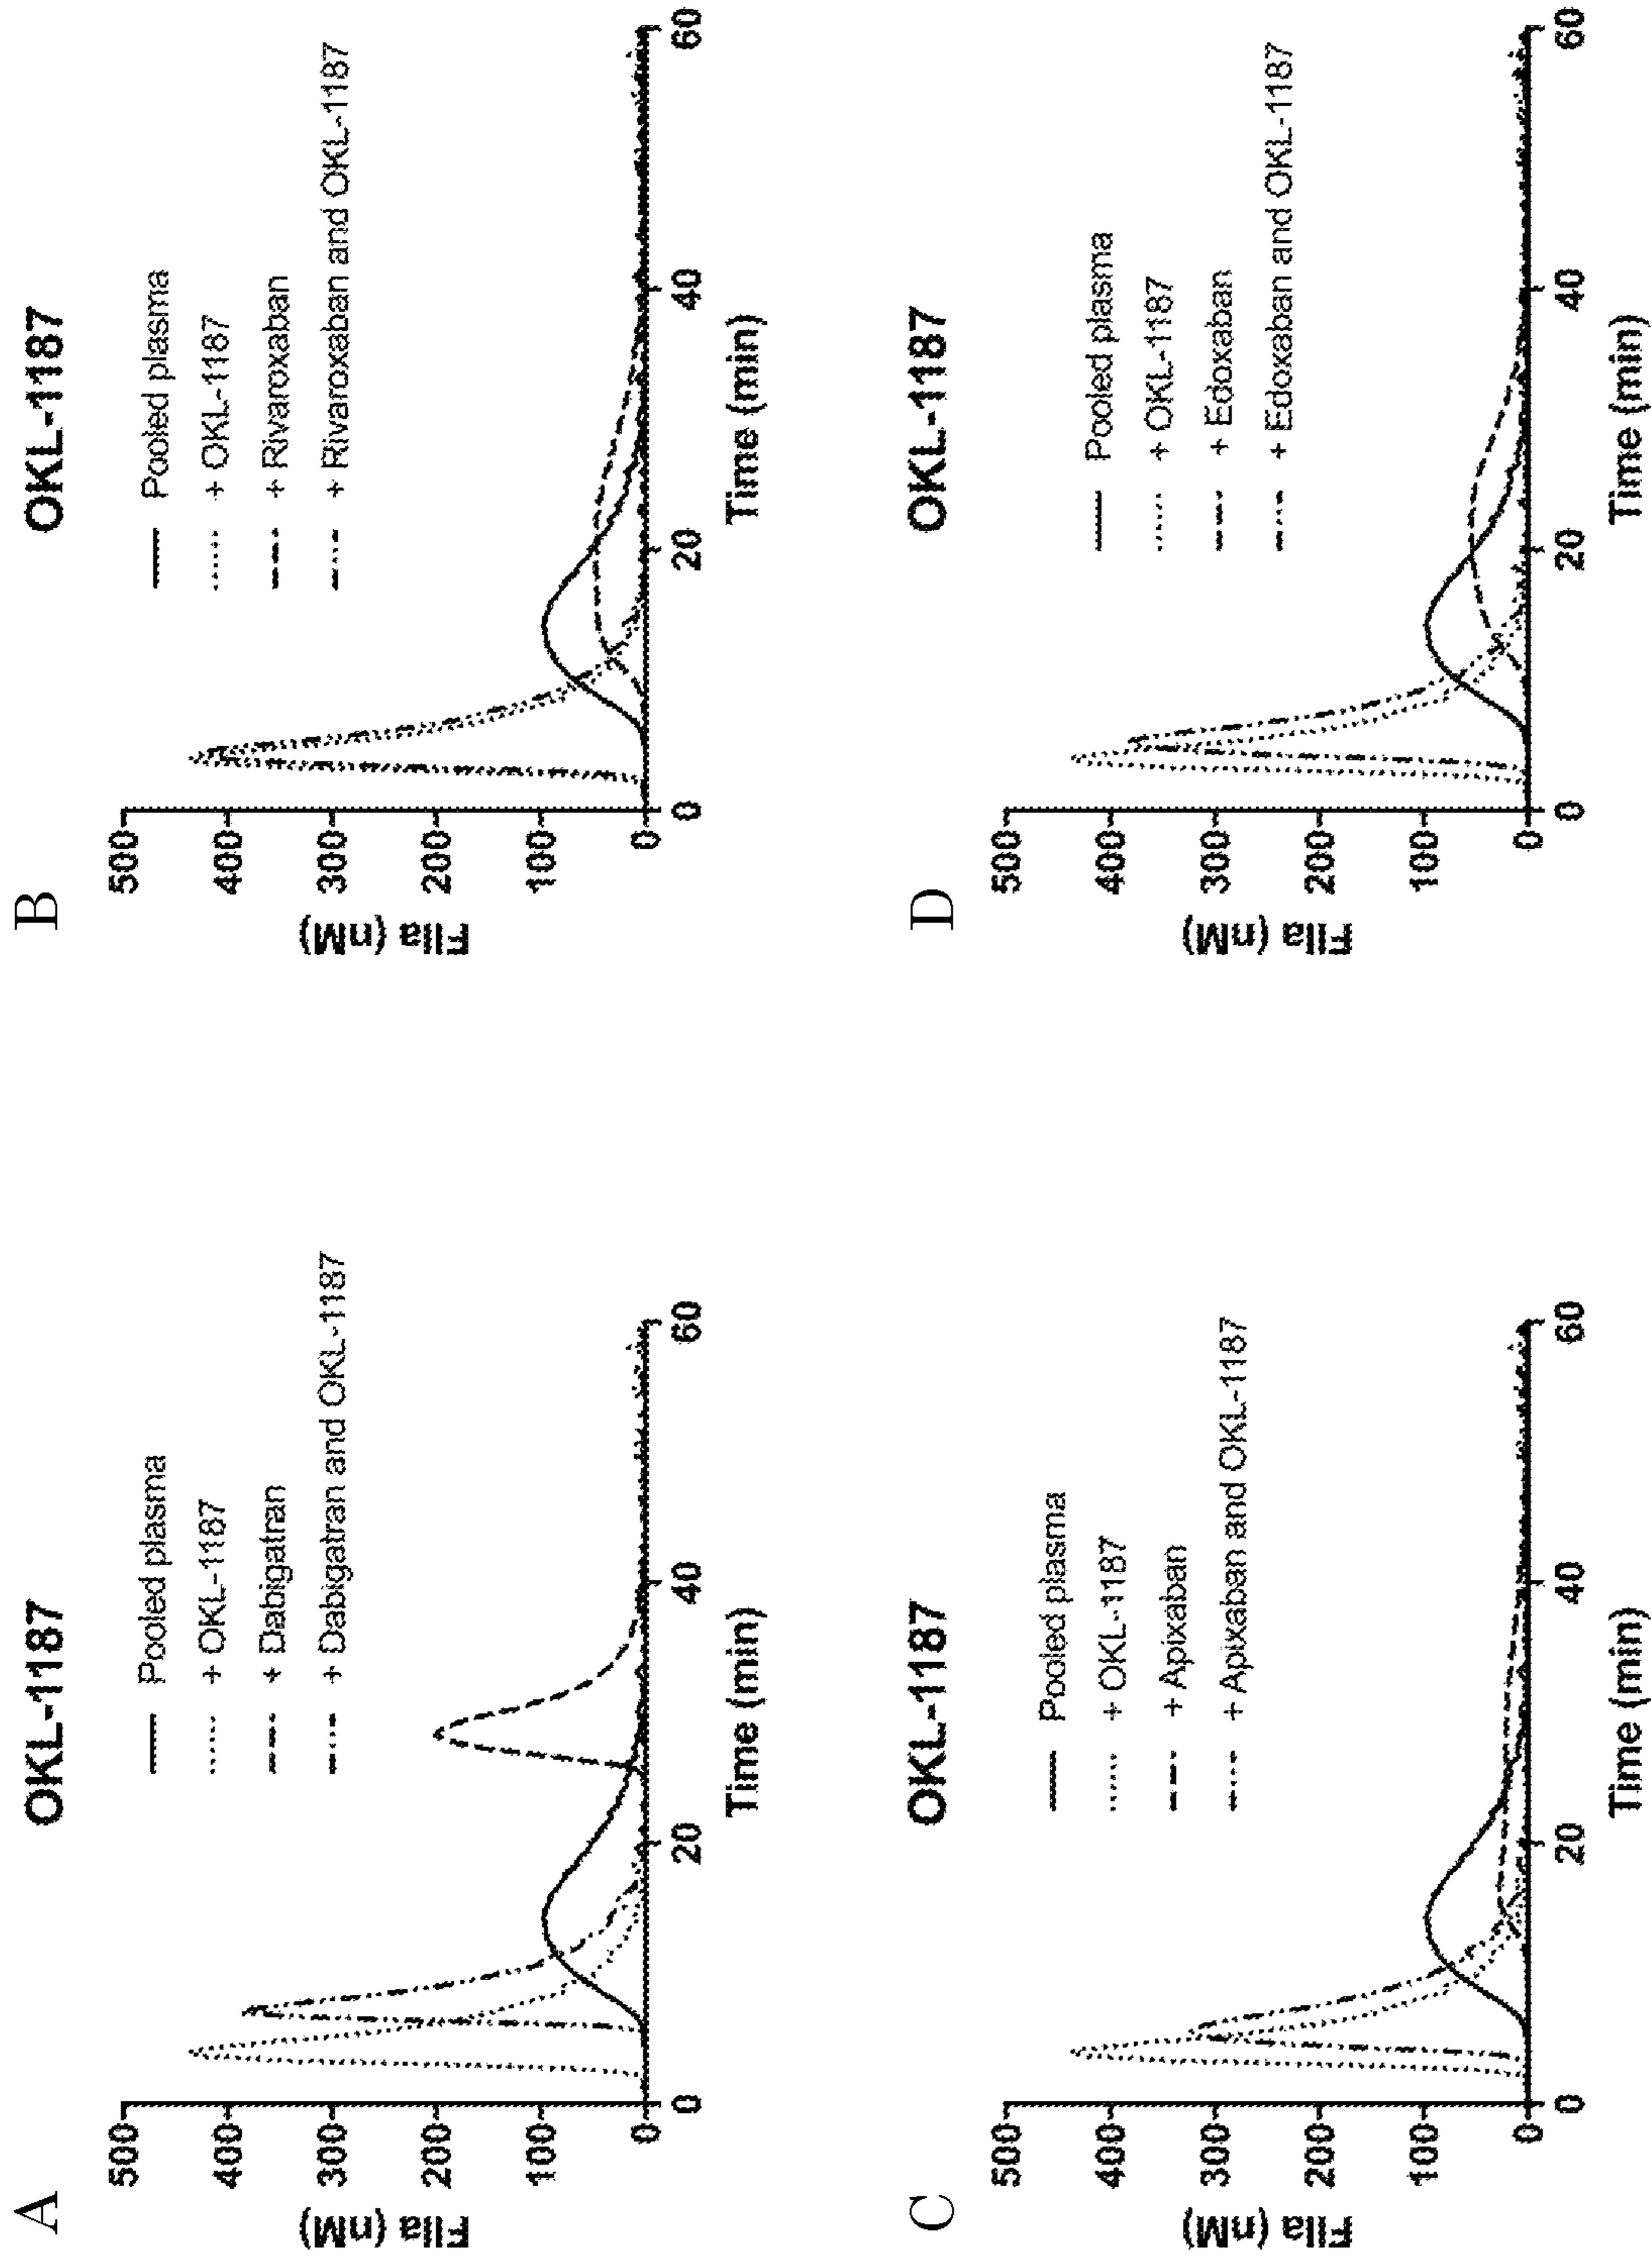 A
OKL-1187
FIIa (nM)
500
400
300
200
100
0
Pooled plasma
+ OKL-1187
+ Dabigatran
+ Dabigatran and OKL-1187
0
20
40
60
Time (min)
B
OKL-1187
FIIa (nM)
500
400
300
200
100
0
Pooled plasma
+ OKL-1187
+ Rivaroxaban
+ Rivaroxaban and OKL-1187
0
20
40
60
Time (min)
C
OKL-1187
FIIa (nM)
500
400
300
200
100
0
Pooled plasma
+ OKL-1187
+ Apixaban
+ Apixaban and OKL-1187
0
20
40
60
Time (min)
D
OKL-1187
FIIa (nM)
500
400
300
200
100
0
Pooled plasma
+ OKL-1187
+ Edoxaban
+ Edoxaban and OKL-1187
0
20
40
60
Time (min)